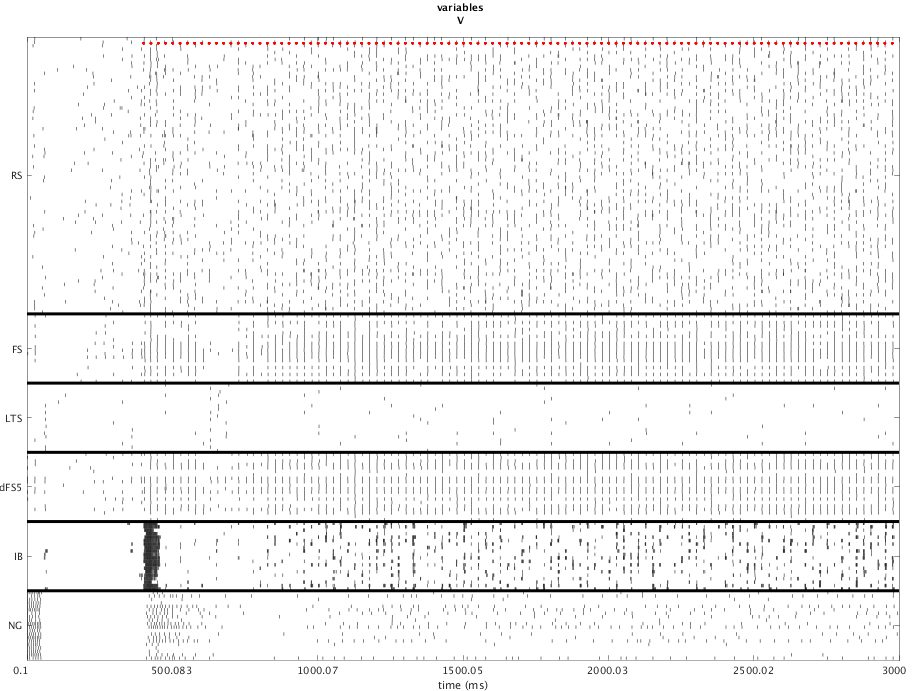 variables
V
RS
FS
LTS
dFS5
IB
NG
0.1
500.083
1000.07
1500.05
2000.03
2500.02
3000
time (ms)